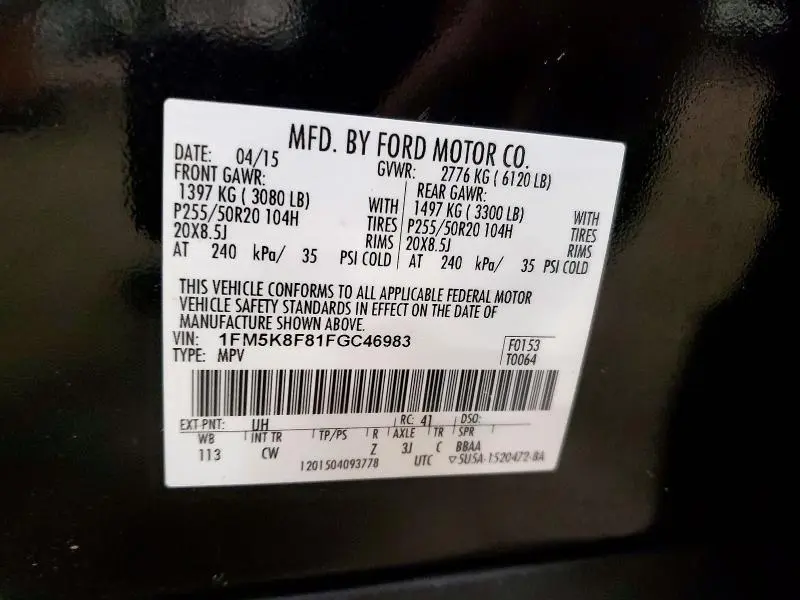 MFD. BY FORD MOTOR CO.
DATE: 04/15 GVWR: 2776 KG ( 6120 LB)
FRONT GAWR: REAR GAWR:
1397 KG ( 3080 LB) WITH 1497 KG ( 3300 LB) WITH
P255/50R20 104H TIRES P255/50R20 104H TIRES
20X8.5J RIMS 20X8.5J RIMS
AT 240 kPa/ 35 PSI COLD AT 240 kPa/ 35 PSI COLD
THIS VEHICLE CONFORMS TO ALL APPLICABLE FEDERAL MOTOR
VEHICLE SAFETY STANDARDS IN EFFECT ON THE DATE OF
MANUFACTURE SHOWN ABOVE.
VIN: 1FM5K8F81FGC46983 F0153
TYPE: MPV T0064
EXT PNT: UH RC: 41 DSO:
WB INT TR TP/PS R AXLE TR SPR
113 CW Z 3J C BBAA
1201504093778 UTC ▽5U5A-1520472-BA